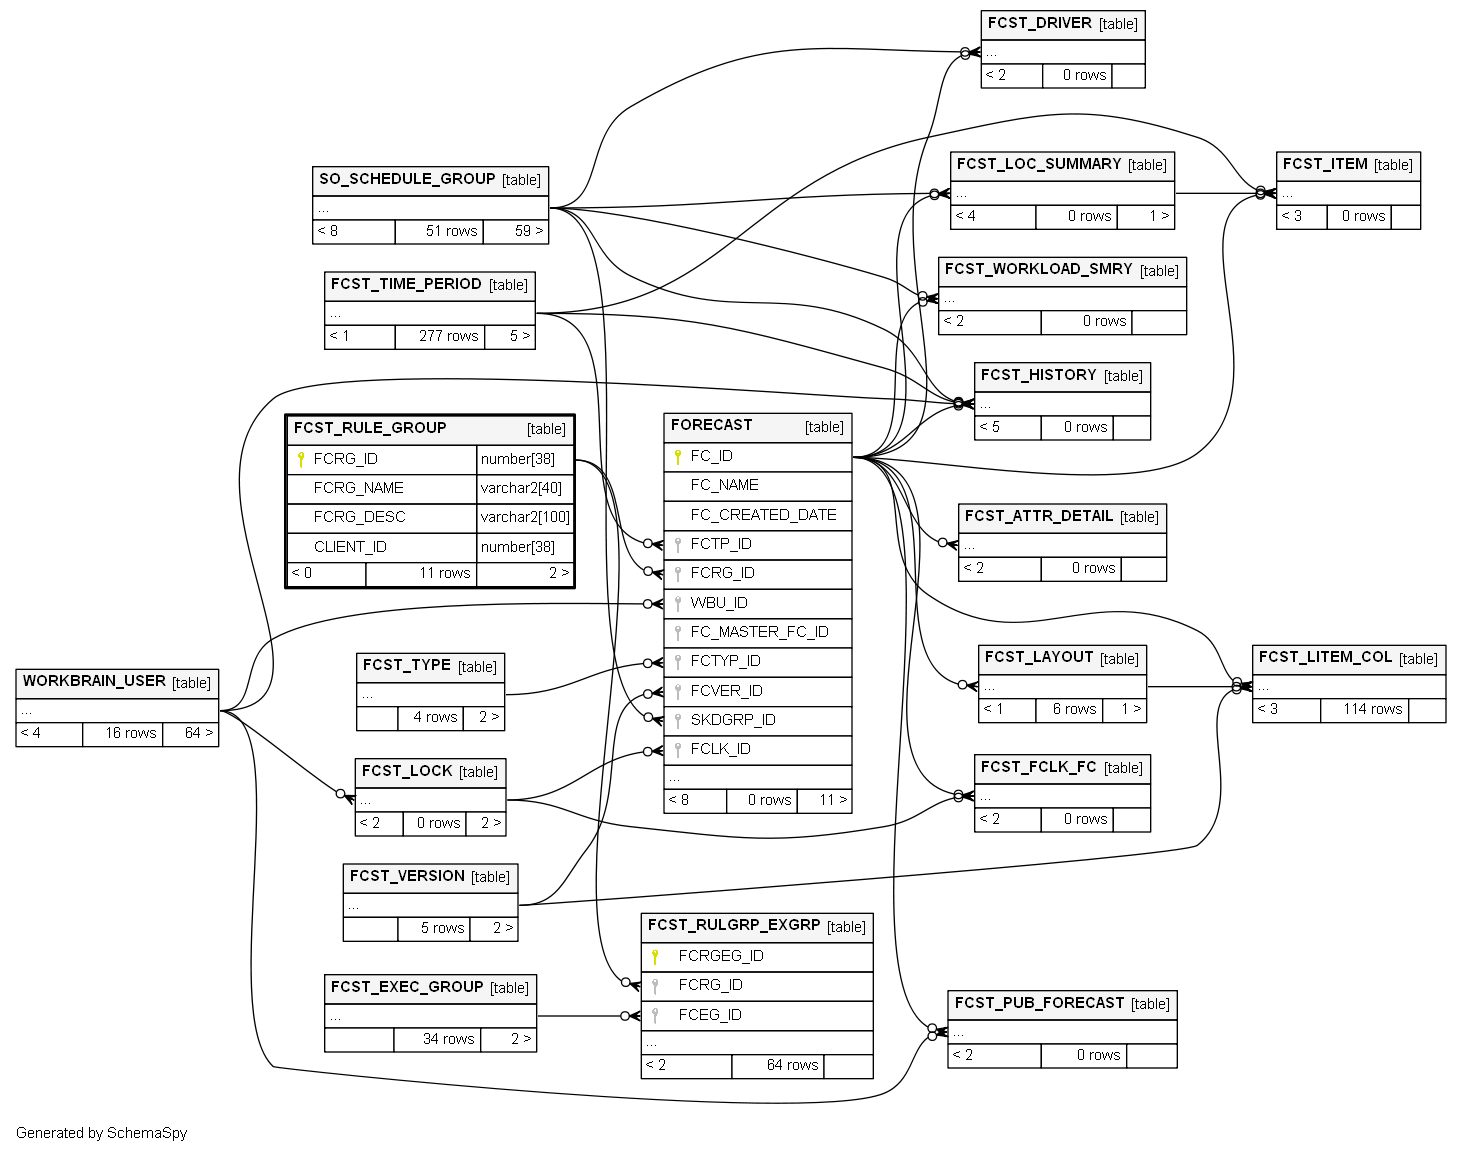 FCST_DRIVER [table]
...
< 2 0 rows
FCST_LOC_SUMMARY [table]
...
< 4 0 rows 1 >
FCST_ITEM [table]
...
< 3 0 rows
SO_SCHEDULE_GROUP [table]
...
< 8 51 rows 59 >
FCST_WORKLOAD_SMRY [table]
...
< 2 0 rows
FCST_TIME_PERIOD [table]
...
< 1 277 rows 5 >
FCST_HISTORY [table]
...
< 5 0 rows
FCST_RULE_GROUP [table]
FCRG_ID number[38]
FCRG_NAME varchar2[40]
FCRG_DESC varchar2[100]
CLIENT_ID number[38]
< 0 11 rows 2 >
FORECAST [table]
FC_ID
FC_NAME
FC_CREATED_DATE
FCTP_ID
FCRG_ID
WBU_ID
FC_MASTER_FC_ID
FCTYP_ID
FCVER_ID
SKDGRP_ID
FCLK_ID
...
< 8 0 rows 11 >
FCST_ATTR_DETAIL [table]
...
< 2 0 rows
FCST_LAYOUT [table]
...
< 1 6 rows 1 >
FCST_LITEM_COL [table]
...
< 3 114 rows
WORKBRAIN_USER [table]
...
< 4 16 rows 64 >
FCST_TYPE [table]
...
4 rows 2 >
FCST_LOCK [table]
...
< 2 0 rows 2 >
FCST_FCLK_FC [table]
...
< 2 0 rows
FCST_VERSION [table]
...
5 rows 2 >
FCST_RULGRP_EXGRP [table]
FCRGEG_ID
FCRG_ID
FCEG_ID
...
< 2 64 rows
FCST_EXEC_GROUP [table]
...
34 rows 2 >
FCST_PUB_FORECAST [table]
...
< 2 0 rows
Generated by SchemaSpy